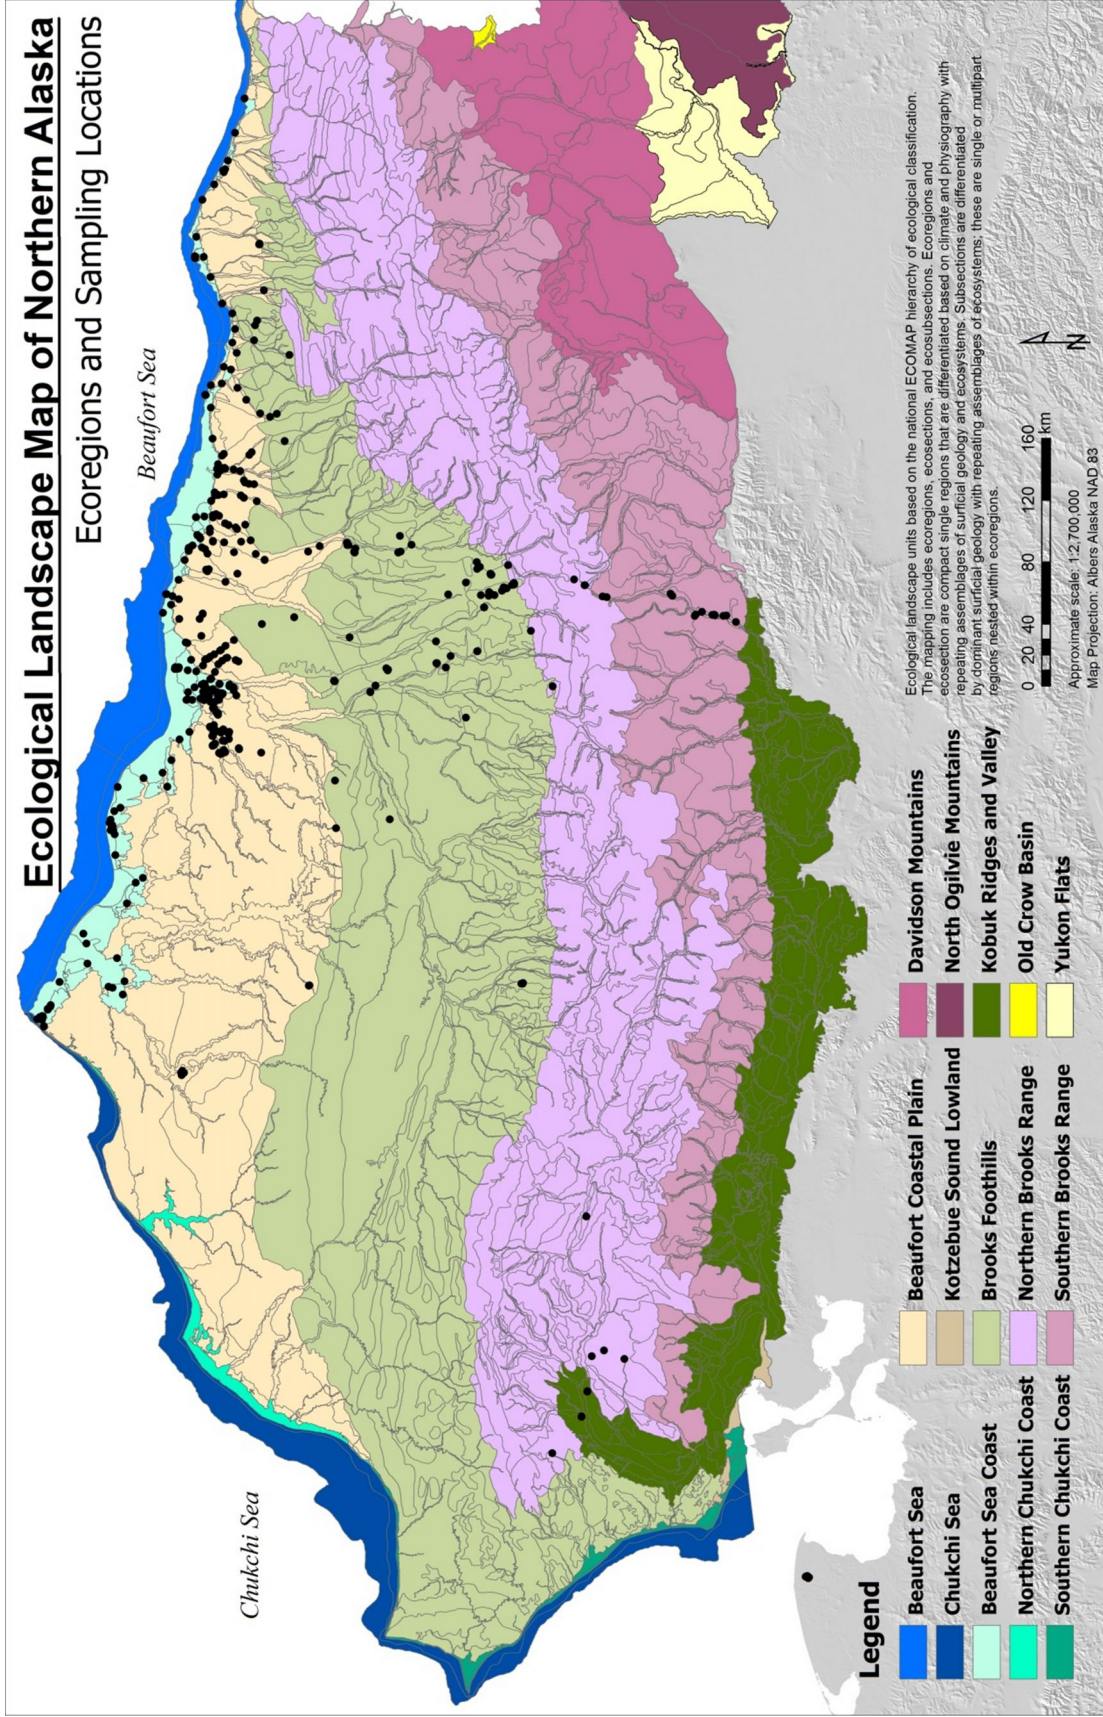 Ecological Landscape Map of Northern Alaska
Ecoregions and Sampling Locations
Beaufort Sea
Chukchi Sea
Legend
Beaufort Sea
Chukchi Sea
Beaufort Sea Coast
Northern Chukchi Coast
Southern Chukchi Coast
Beaufort Coastal Plain
Kotzebue Sound Lowland
Brooks Foothills
Northern Brooks Range
Southern Brooks Range
Davidson Mountains
North Ogilvie Mountains
Kobuk Ridges and Valley
Old Crow Basin
Yukon Flats
Ecological landscape units based on the national ECOMAP hierarchy of ecological classification.
The mapping includes ecoregions, ecosections, and ecosubsections. Ecoregions and
ecosection are compact single regions that are differentiated based on climate and physiography with
repeating assemblages of surficial geology and ecosystems. Subsections are differentiated
by dominant surficial geology with repeating assemblages of ecosystems; these are single or multipart
regions nested within ecoregions.
0 20 40 80 120 160
km
N
Approximate scale: 1:2,700,000
Map Projection: Albers Alaska NAD 83